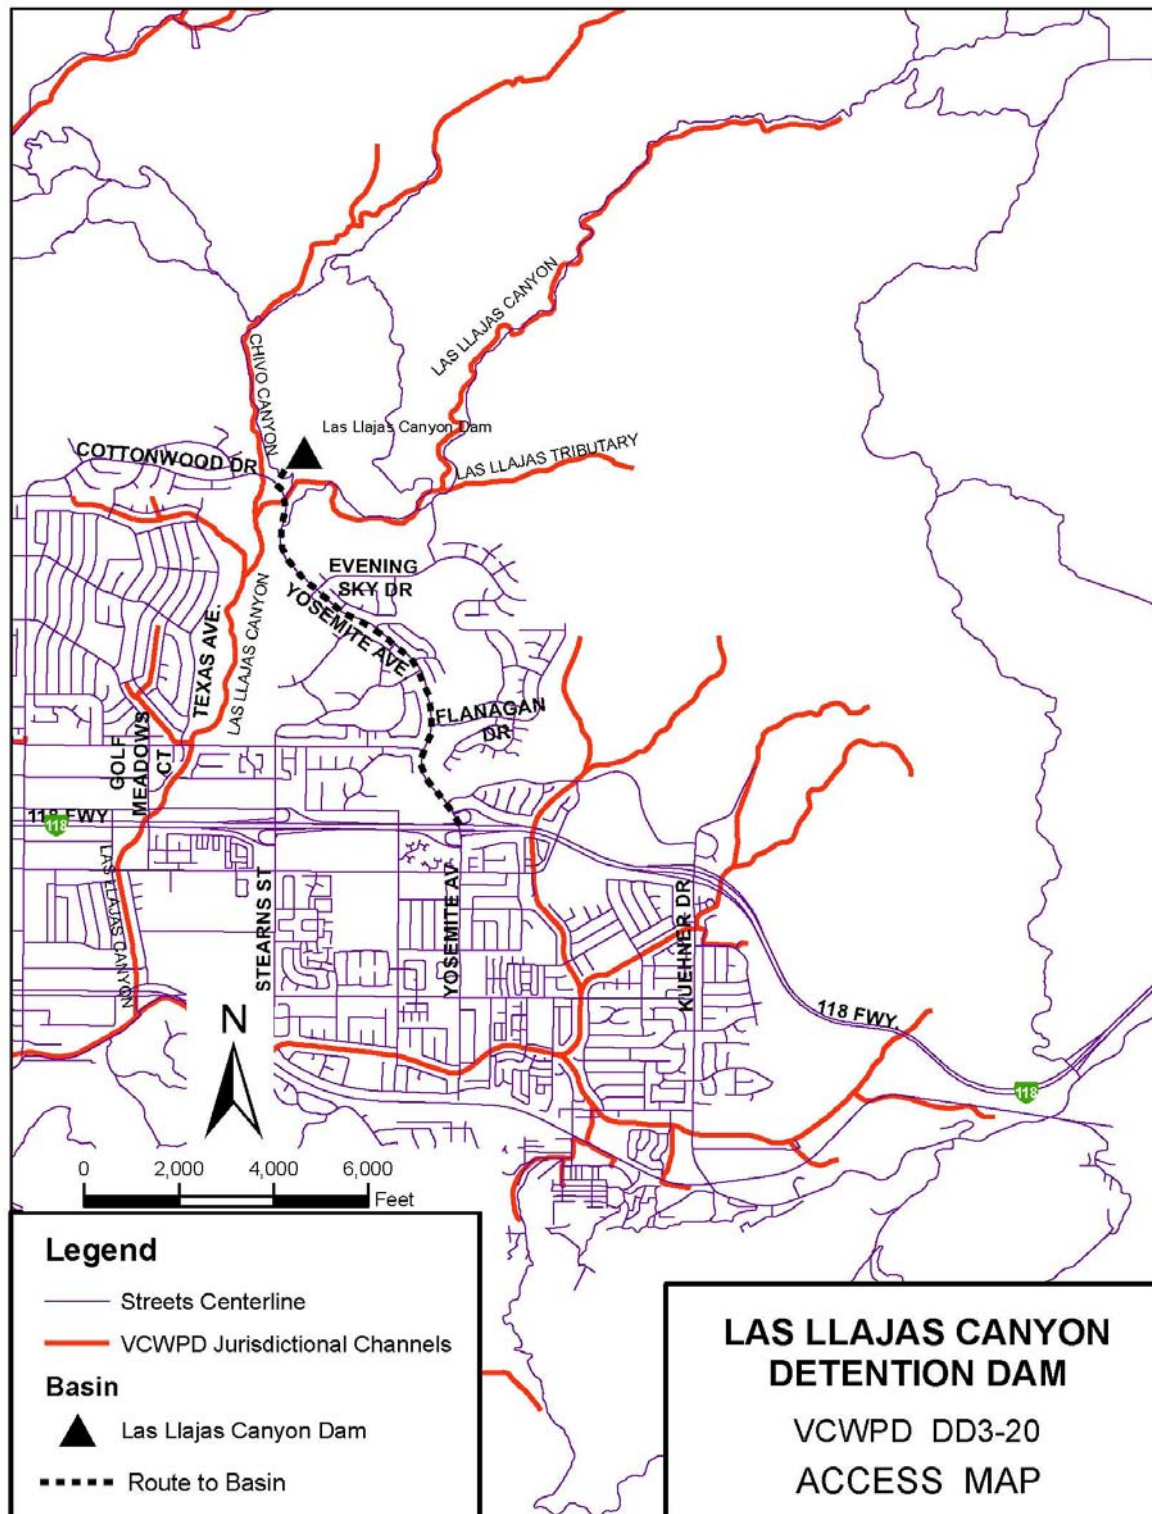 LAS LLAJAS CANYON
CHIVO CANYON
Las Llajas Canyon Dam
COTTONWOOD DR
LAS LLAJAS TRIBUTARY
EVENING
SKY DR
YOSEMITE AVE
TEXAS AVE.
LAS LLAJAS CANYON
FLANAGAN
DR
GOLF
MEADOWS
CT
118 FWY
118
LAS LLAJAS CANYON
STEARNS ST
YOSEMITE AV
KUEHNER DR
118 FWY.
118
N
0 2,000 4,000 6,000
Feet
Legend
Streets Centerline
VCWPD Jurisdictional Channels
Basin
Las Llajas Canyon Dam
Route to Basin
LAS LLAJAS CANYON
DETENTION DAM
VCWPD DD3-20
ACCESS MAP